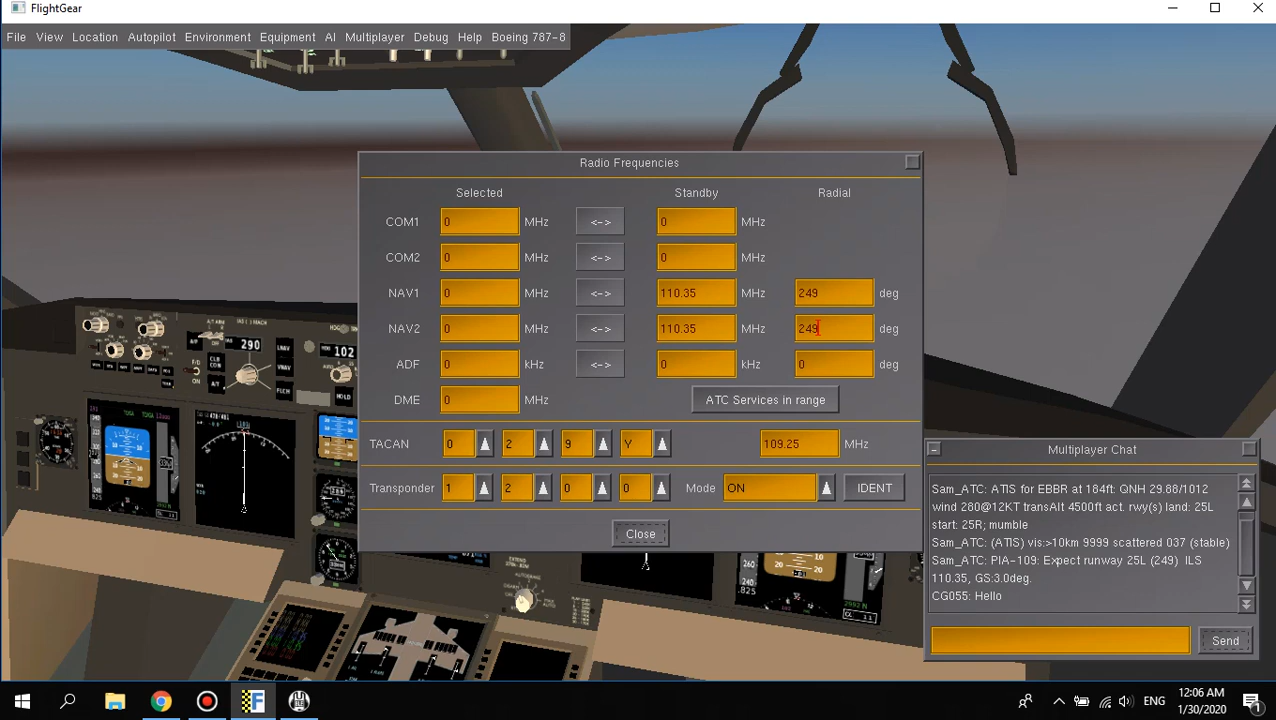 FlightGear
File View Location Autopilot Environment Equipment AI Multiplayer Debug Help Boeing 787-8
Radio Frequencies
Selected Standby Radial
COM1 0 MHz <-> 0 MHz
COM2 0 MHz <-> 0 MHz
NAV1 0 MHz <-> 110.35 MHz 249 deg
NAV2 0 MHz <-> 110.35 MHz 249 deg
ADF 0 kHz <-> 0 kHz 0 deg
DME 0 MHz ATC Services in range
TACAN 0 2 9 Y 109.25 MHz
Transponder 1 2 0 0 Mode ON IDENT
Close
290
102
HOLD
A/T
Multiplayer Chat
Sam_ATC: ATIS for EBBR at 184ft: QNH 29.88/1012
wind 280@12KT transAlt 4500ft act. rwy(s) land: 25L
start: 25R; mumble
Sam_ATC: (ATIS) vis:>10km 9999 scattered 037 (stable)
Sam_ATC: PIA-109: Expect runway 25L (249) ILS
110.35, GS:3.0deg.
CG055: Hello
Send
ENG
12:06 AM
1/30/2020